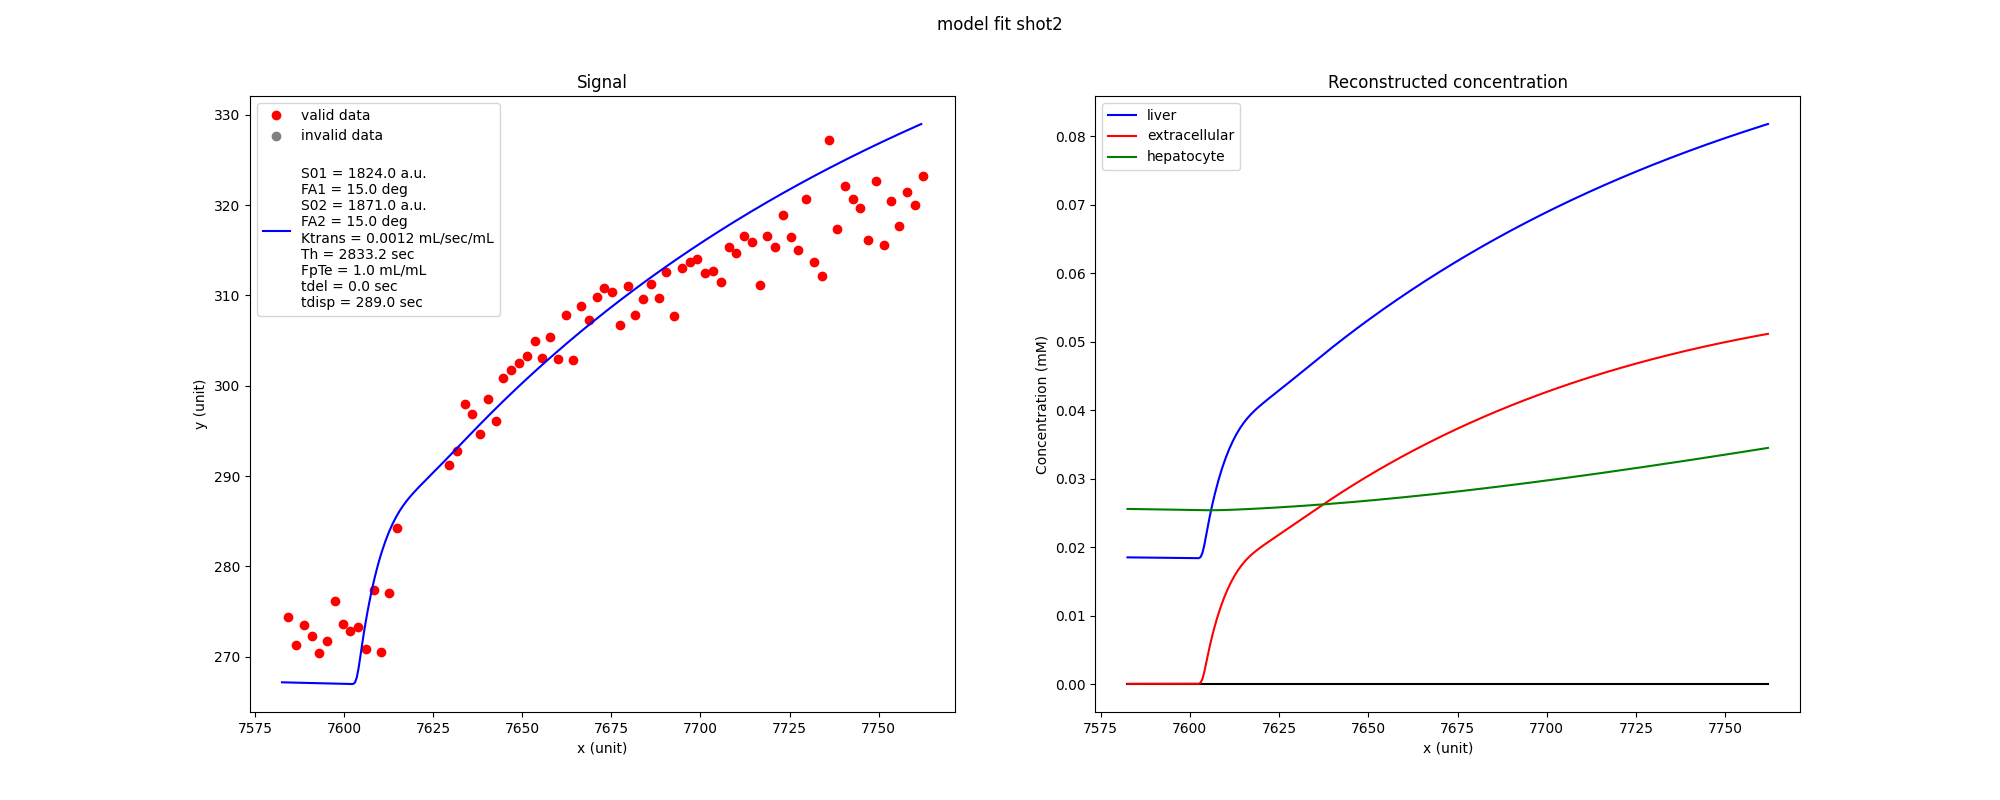 model fit shot2
Signal
valid data
invalid data
S01 = 1824.0 a.u.
FA1 = 15.0 deg
S02 = 1871.0 a.u.
FA2 = 15.0 deg
Ktrans = 0.0012 mL/sec/mL
Th = 2833.2 sec
FpTe = 1.0 mL/mL
tdel = 0.0 sec
tdisp = 289.0 sec
330
320
310
300
290
280
270
y (unit)
7575 7600 7625 7650 7675 7700 7725 7750
x (unit)
Reconstructed concentration
liver
extracellular
hepatocyte
0.08
0.07
0.06
0.05
0.04
0.03
0.02
0.01
0.00
Concentration (mM)
7575 7600 7625 7650 7675 7700 7725 7750
x (unit)